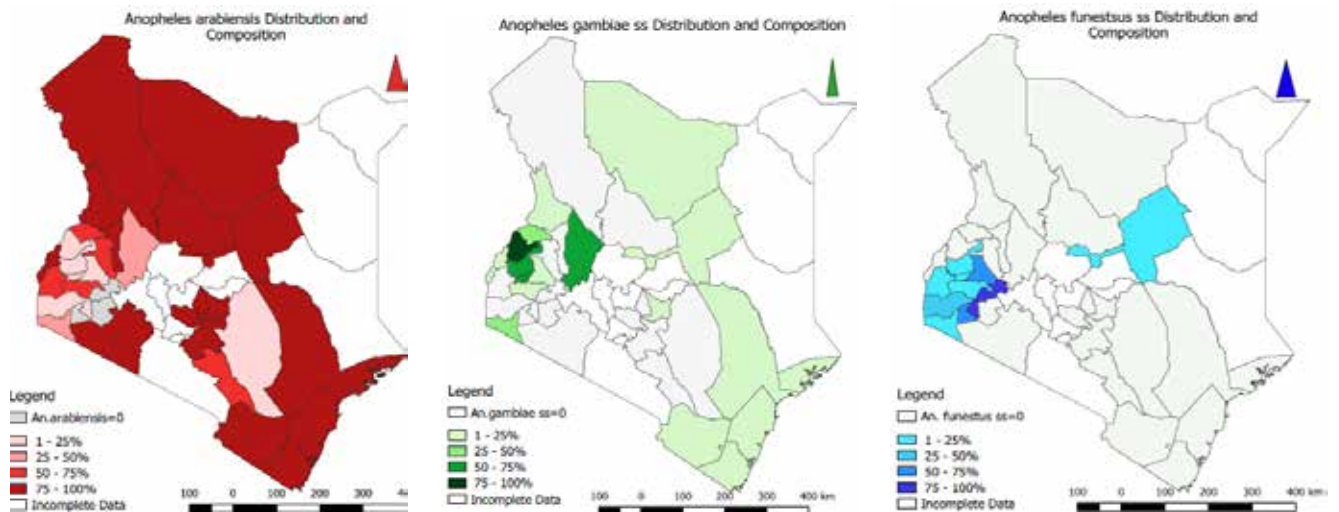 Anopheles arabiensis Distribution and
Composition
Legend
An.arabiensis=0
1 - 25%
25 - 50%
50 - 75%
75 - 100%
Incomplete Data
100 0 100 200 300 40
Anopheles gambiae ss Distribution and Composition
Legend
An.gambiae ss=0
1 - 25%
25 - 50%
50 - 75%
75 - 100%
Incomplete Data
100 0 100 200 300 400 km
Anopheles funestsus ss Distribution and
Composition
Legend
An. funestus ss=0
1 - 25%
25 - 50%
50 - 75%
75 - 100%
Incomplete Data
100 0 100 200 300 400 km